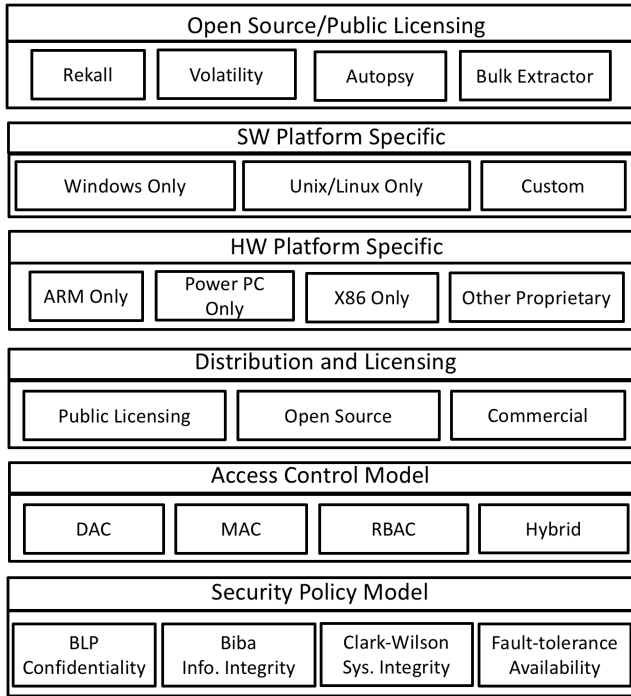 Open Source/Public Licensing
Rekall
Volatility
Autopsy
Bulk Extractor
SW Platform Specific
Windows Only
Unix/Linux Only
Custom
HW Platform Specific
ARM Only
Power PC
Only
X86 Only
Other Proprietary
Distribution and Licensing
Public Licensing
Open Source
Commercial
Access Control Model
DAC
MAC
RBAC
Hybrid
Security Policy Model
BLP
Confidentiality
Biba
Info. Integrity
Clark-Wilson
Sys. Integrity
Fault-tolerance
Availability